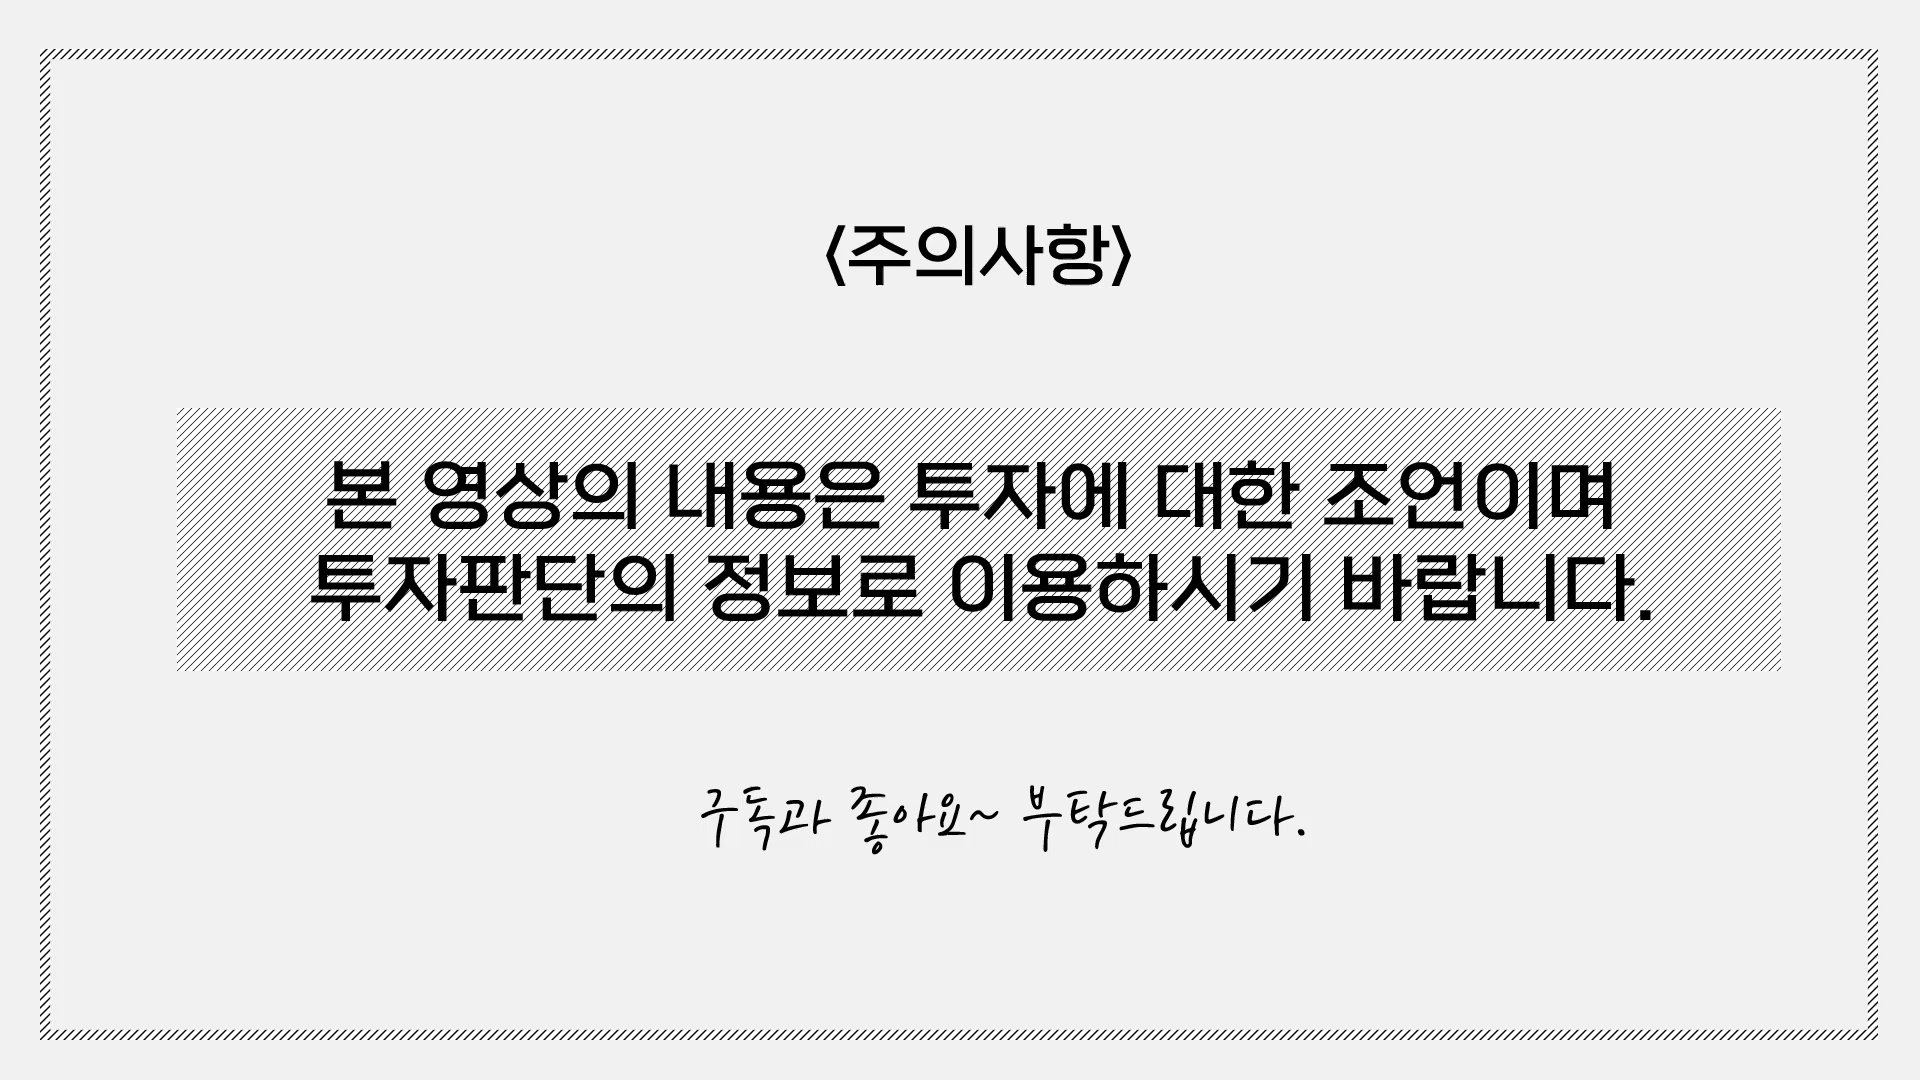 <주의사항>
본 영상의 내용은 투자에 대한 조언이며
투자판단의 정보로 이용하시기 바랍니다.
구독과 좋아요~ 부탁드립니다.